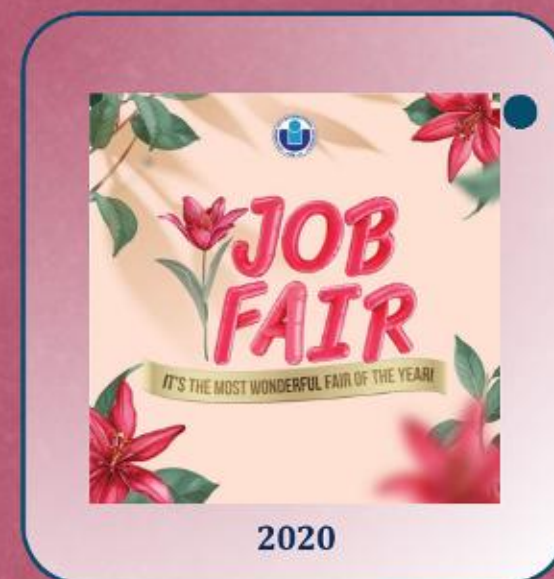 JOB
FAIR
IT'S THE MOST WONDERFUL FAIR OF THE YEAR!
2020